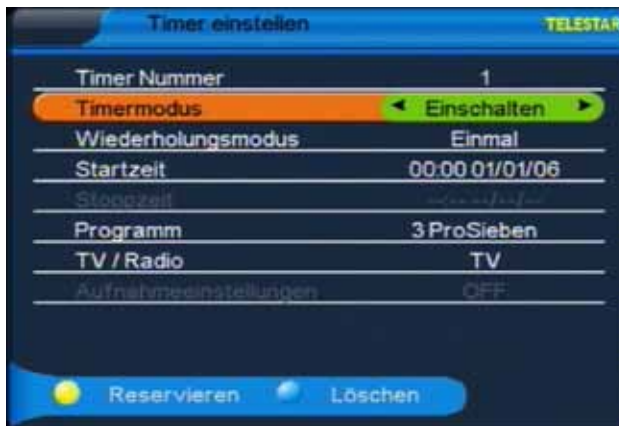 Timer einstellen TELESTAR
Timer Nummer 1
Timermodus Einschalten
Wiederholungsmodus Einmal
Startzeit 00:00 01/01/06
Stoppzeit --:-- --/--/--
Programm 3 ProSieben
TV / Radio TV
Aufnahmeeinstellungen OFF
Reservieren Löschen